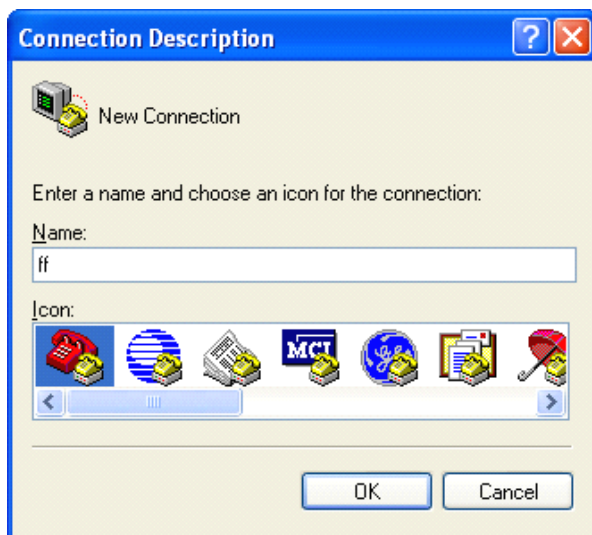 Connection Description
New Connection
Enter a name and choose an icon for the connection:
Name:
ff
Icon:
MCI
OK Cancel